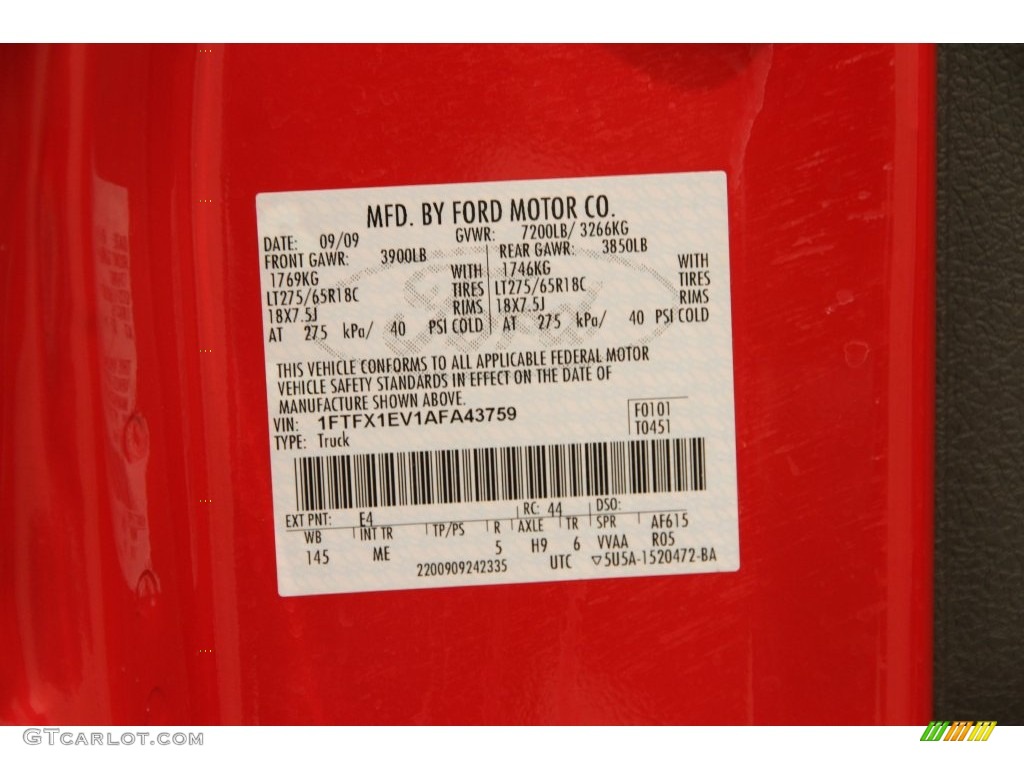 MFD. BY FORD MOTOR CO.
DATE: 09/09 GVWR: 7200LB/ 3266KG
FRONT GAWR: 3900LB REAR GAWR: 3850LB
1769KG WITH 1746KG WITH
LT275/65R18C TIRES LT275/65R18C TIRES
18X7.5J RIMS 18X7.5J RIMS
AT 275 kPa/ 40 PSI COLD AT 275 kPa/ 40 PSI COLD
Ford
THIS VEHICLE CONFORMS TO ALL APPLICABLE FEDERAL MOTOR
VEHICLE SAFETY STANDARDS IN EFFECT ON THE DATE OF
MANUFACTURE SHOWN ABOVE.
VIN: 1FTFX1EV1AFA43759 F0101
TYPE: Truck T0451
EXT PNT: E4 RC: 44 DSO:
WB INT TR TP/PS R AXLE TR SPR AF615
145 ME 5 H9 6 VVAA R05
2200909242335 UTC ▽5U5A-1520472-BA
GTCARLOT.COM